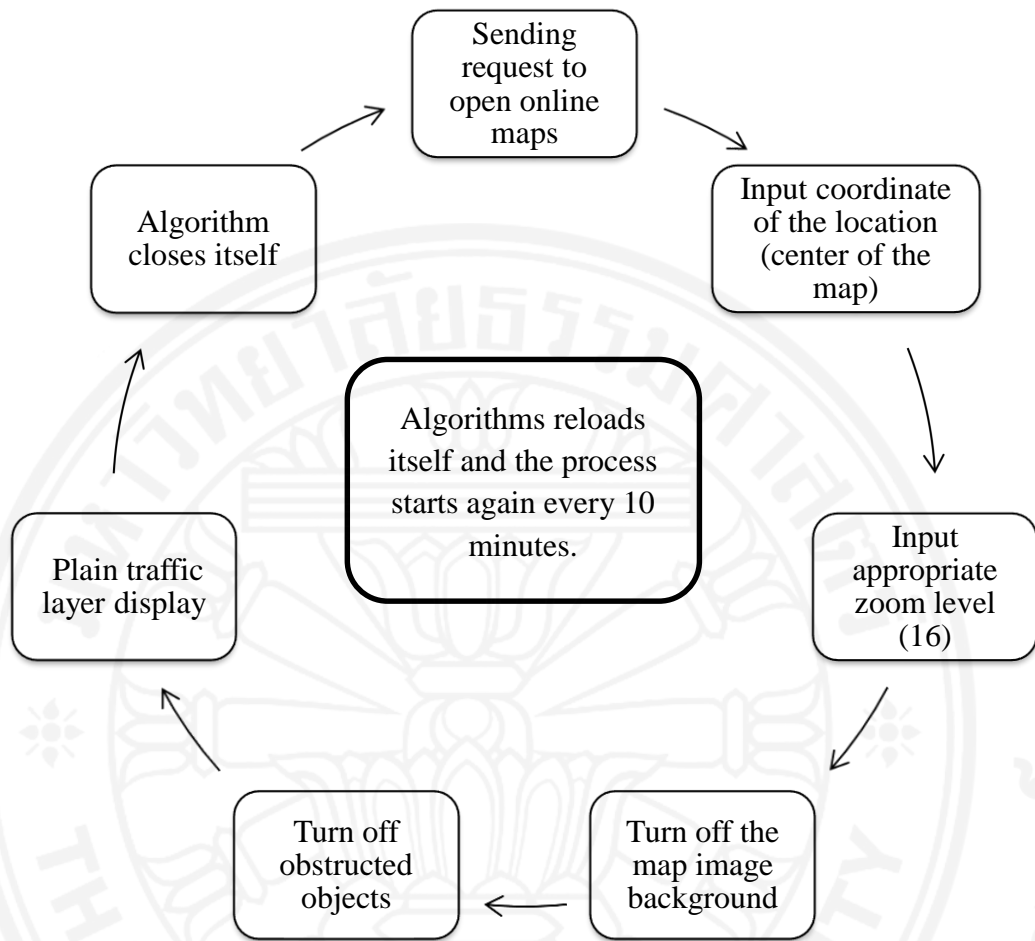 Sending
request to
open online
maps
Input coordinate
of the location
(center of the
map)
Input
appropriate
zoom level
(16)
Turn off the
map image
background
Turn off
obstructed
objects
Plain traffic
layer display
Algorithm
closes itself
Algorithms reloads
itself and the process
starts again every 10
minutes.